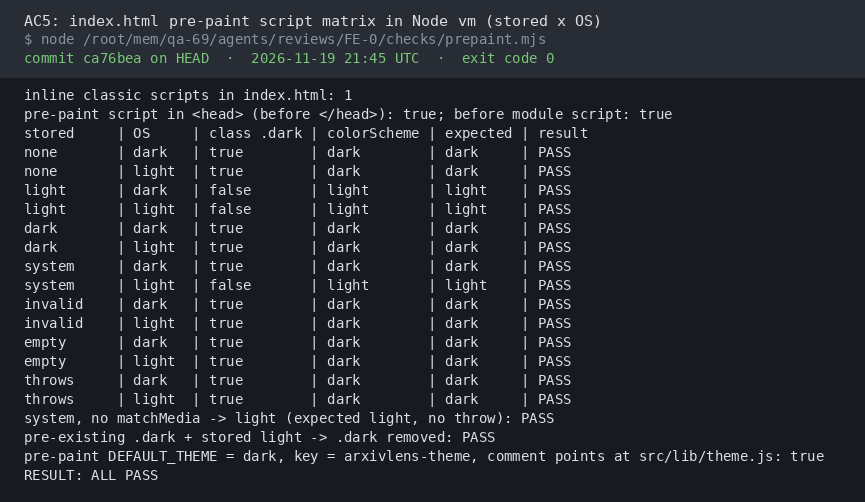 AC5: index.html pre-paint script matrix in Node vm (stored x OS)
$ node /root/mem/qa-69/agents/reviews/FE-0/checks/prepaint.mjs
commit ca76bea on HEAD · 2026-11-19 21:45 UTC · exit code 0
inline classic scripts in index.html: 1
pre-paint script in <head> (before </head>): true; before module script: true
stored     | OS     | class .dark | colorScheme | expected | result
none       | dark   | true        | dark        | dark     | PASS
none       | light  | true        | dark        | dark     | PASS
light      | dark   | false       | light       | light    | PASS
light      | light  | false       | light       | light    | PASS
dark       | dark   | true        | dark        | dark     | PASS
dark       | light  | true        | dark        | dark     | PASS
system     | dark   | true        | dark        | dark     | PASS
system     | light  | false       | light       | light    | PASS
invalid    | dark   | true        | dark        | dark     | PASS
invalid    | light  | true        | dark        | dark     | PASS
empty      | dark   | true        | dark        | dark     | PASS
empty      | light  | true        | dark        | dark     | PASS
throws     | dark   | true        | dark        | dark     | PASS
throws     | light  | true        | dark        | dark     | PASS
system, no matchMedia -> light (expected light, no throw): PASS
pre-existing .dark + stored light -> .dark removed: PASS
pre-paint DEFAULT_THEME = dark, key = arxivlens-theme, comment points at src/lib/theme.js: true
RESULT: ALL PASS